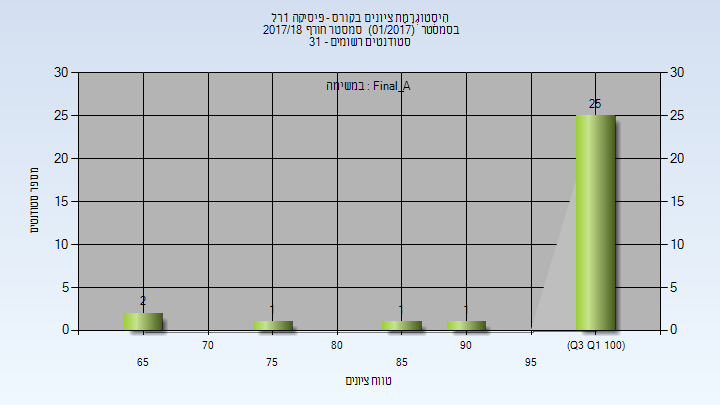 היסטוגרמת ציונים בקורס - פיסיקה 1רל
בסמסטר (01/2017) סמסטר חורף 2017/18
סטודנטים רשומים - 31
במשימה : Final_A
30 30
25 25
20 20
15 15
10 10
5 5
0 0
מספר סטודנטים
2 1 1 1 25
65 70 75 80 85 90 95 (Q3 Q1 100)
טווח ציונים